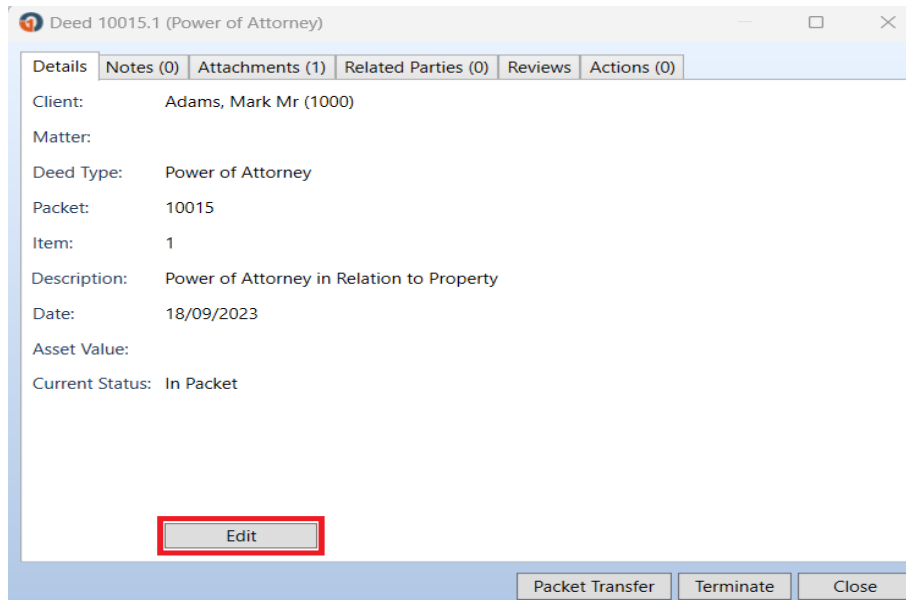 Deed 10015.1 (Power of Attorney)
Details Notes (0) Attachments (1) Related Parties (0) Reviews Actions (0)
Client: Adams, Mark Mr (1000)
Matter:
Deed Type: Power of Attorney
Packet: 10015
Item: 1
Description: Power of Attorney in Relation to Property
Date: 18/09/2023
Asset Value:
Current Status: In Packet
Edit
Packet Transfer Terminate Close